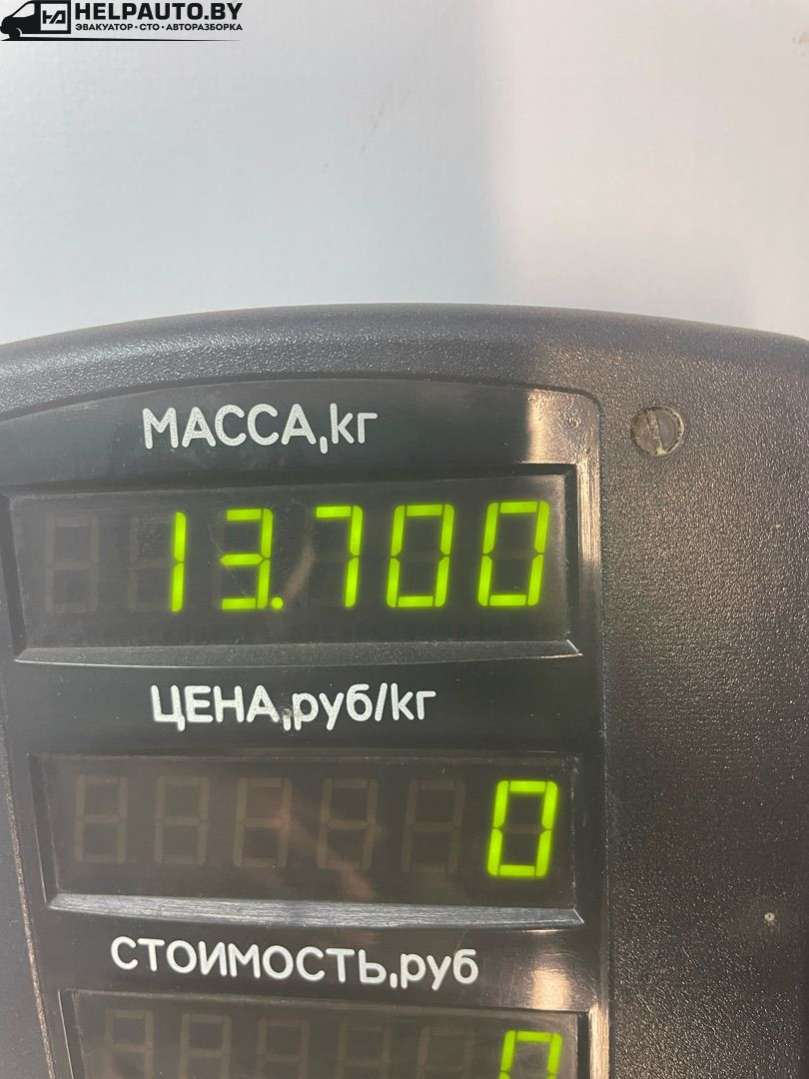 HELPAUTO.BY
ЭВАКУАТОР·СТО·АВТОРАЗБОРКА
МАССА,кг
13.700
ЦЕНА,руб/кг
0
СТОИМОСТЬ,руб
0